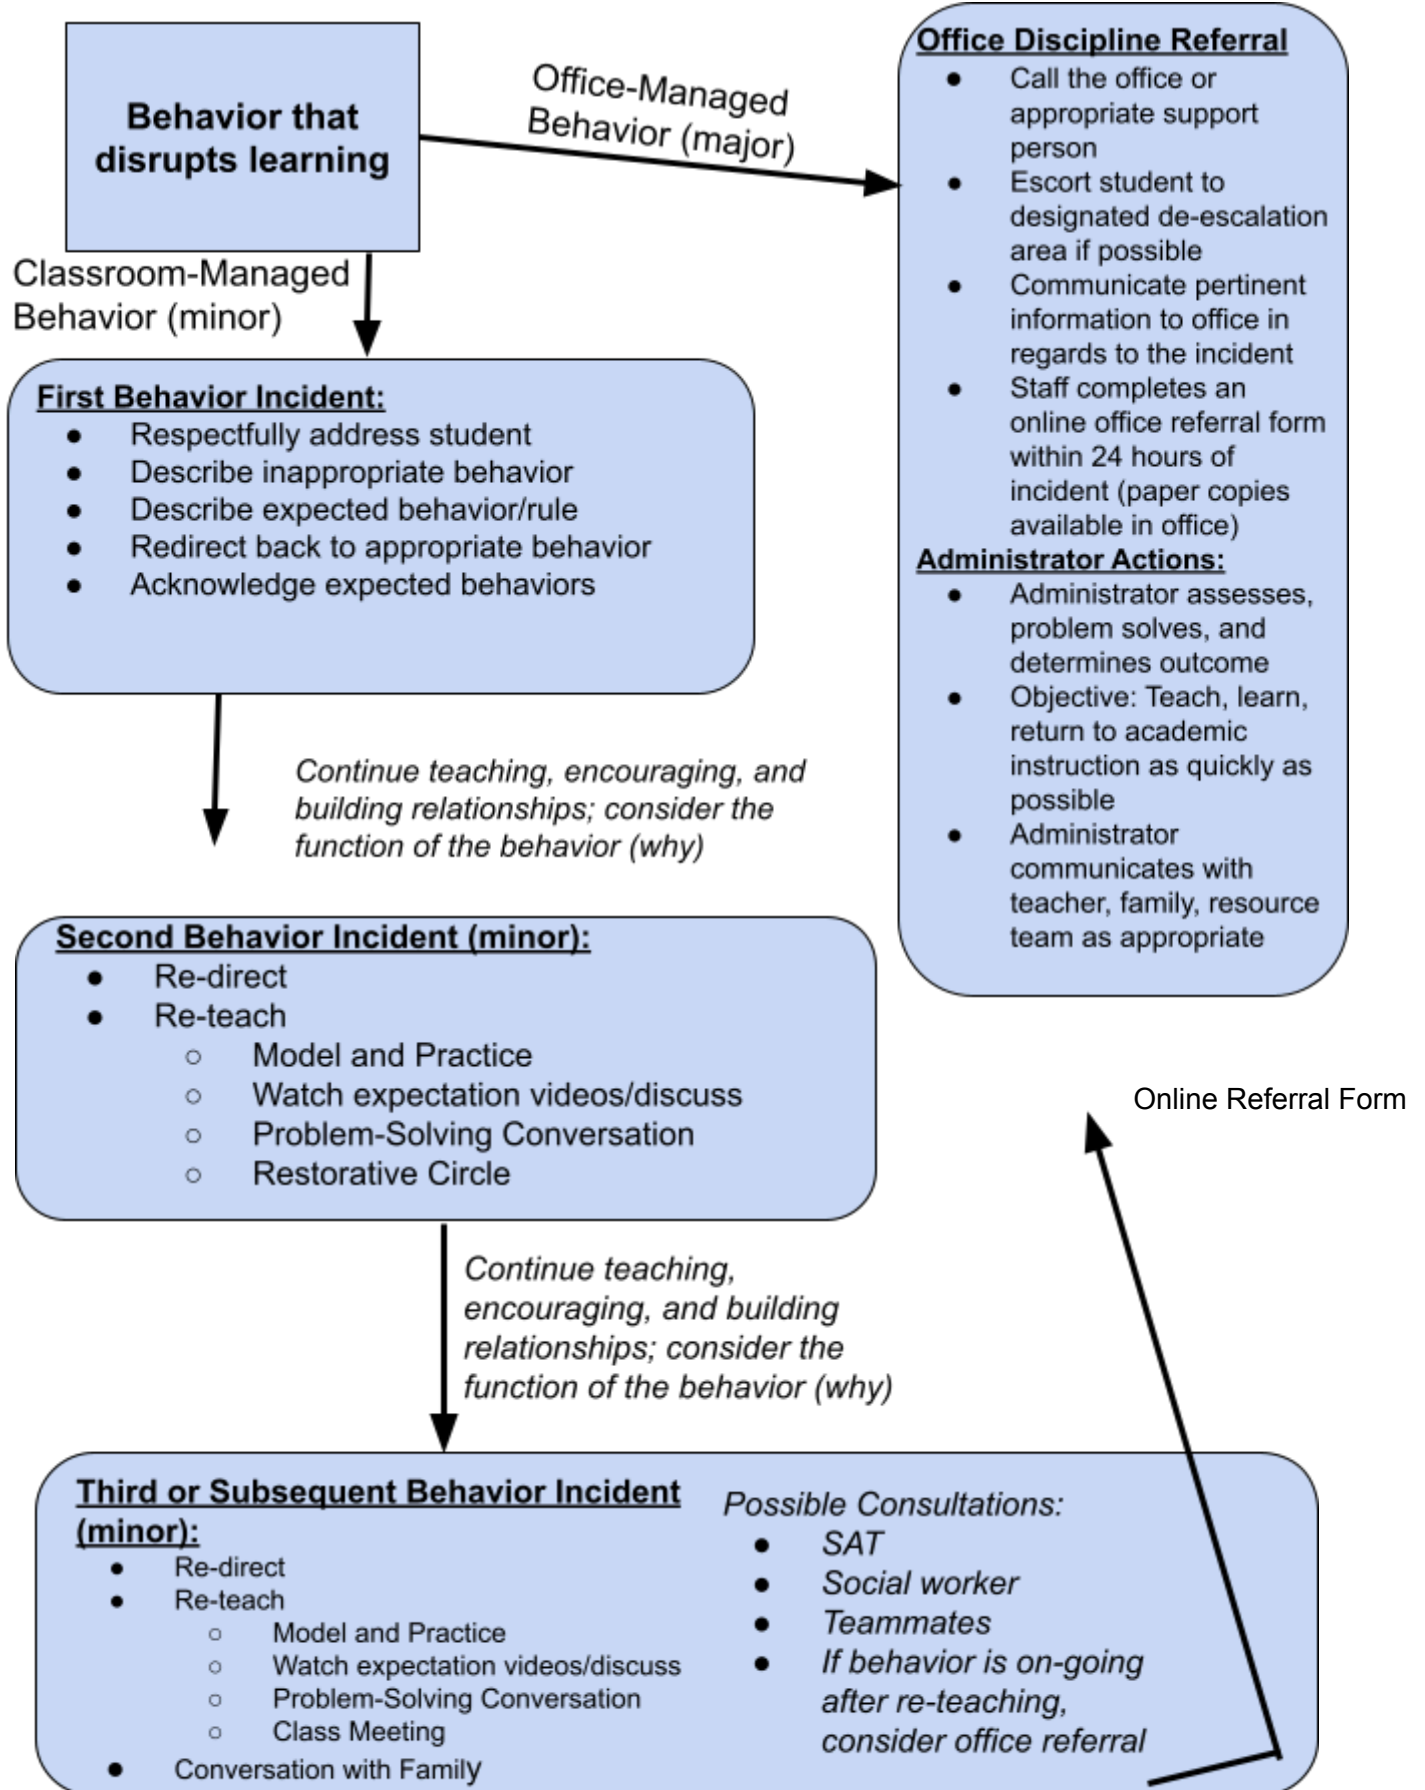 Behavior that
disrupts learning
Office-Managed
Behavior (major)
Office Discipline Referral
● Call the office or
appropriate support
person
● Escort student to
designated de-escalation
area if possible
● Communicate pertinent
information to office in
regards to the incident
● Staff completes an
online office referral form
within 24 hours of
incident (paper copies
available in office)
Administrator Actions:
● Administrator assesses,
problem solves, and
determines outcome
● Objective: Teach, learn,
return to academic
instruction as quickly as
possible
● Administrator
communicates with
teacher, family, resource
team as appropriate
Classroom-Managed
Behavior (minor)
First Behavior Incident:
● Respectfully address student
● Describe inappropriate behavior
● Describe expected behavior/rule
● Redirect back to appropriate behavior
● Acknowledge expected behaviors
Continue teaching, encouraging, and
building relationships; consider the
function of the behavior (why)
Second Behavior Incident (minor):
● Re-direct
● Re-teach
○ Model and Practice
○ Watch expectation videos/discuss
○ Problem-Solving Conversation
○ Restorative Circle
Online Referral Form
Continue teaching,
encouraging, and building
relationships; consider the
function of the behavior (why)
Third or Subsequent Behavior Incident
(minor):
● Re-direct
● Re-teach
○ Model and Practice
○ Watch expectation videos/discuss
○ Problem-Solving Conversation
○ Class Meeting
● Conversation with Family
Possible Consultations:
● SAT
● Social worker
● Teammates
● If behavior is on-going
after re-teaching,
consider office referral